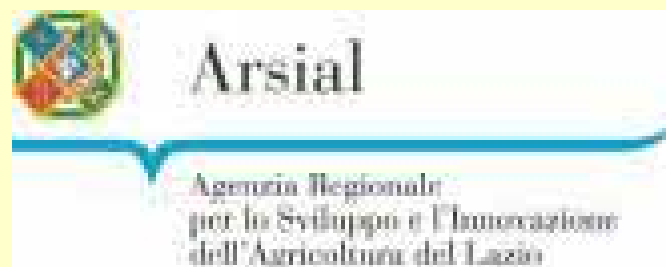 Arsial
Agenzia Regionale
per lo Sviluppo e l'Innovazione
dell'Agricoltura del Lazio